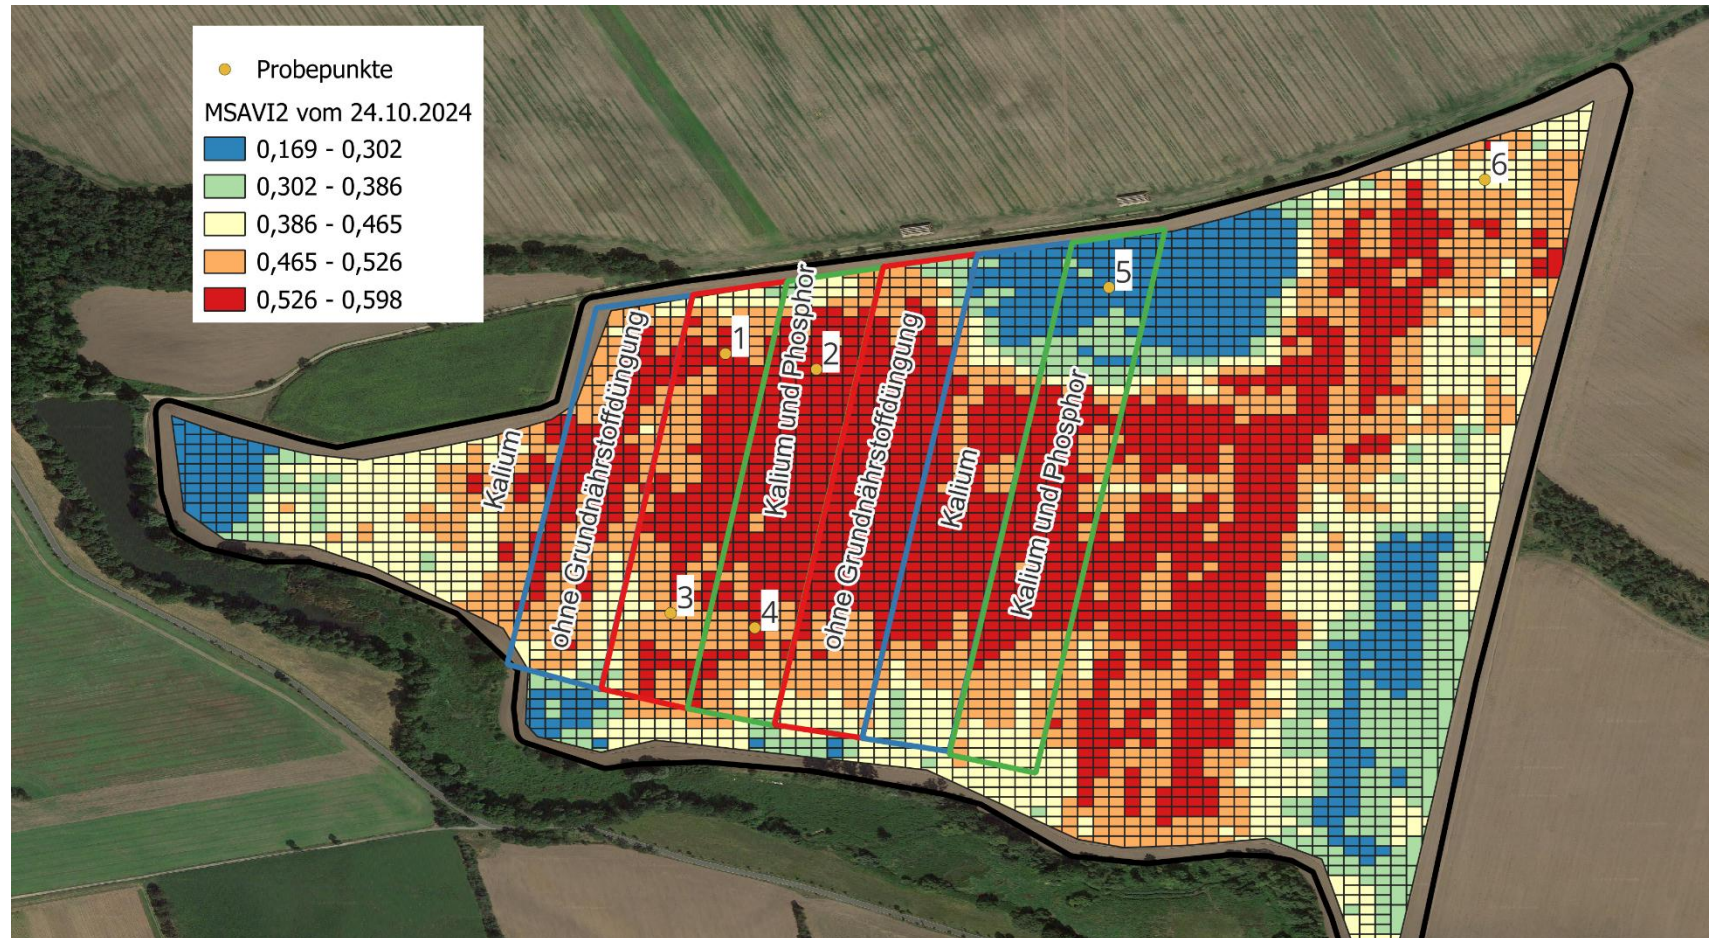 Probepunkte
MSAVI2 vom 24.10.2024
0,169 - 0,302
0,302 - 0,386
0,386 - 0,465
0,465 - 0,526
0,526 - 0,598
6
5
1
2
3
4
Kalium
ohne Grundnährstoffdüngung
Kalium und Phosphor
ohne Grundnährstoffdüngung
Kalium
Kalium und Phosphor